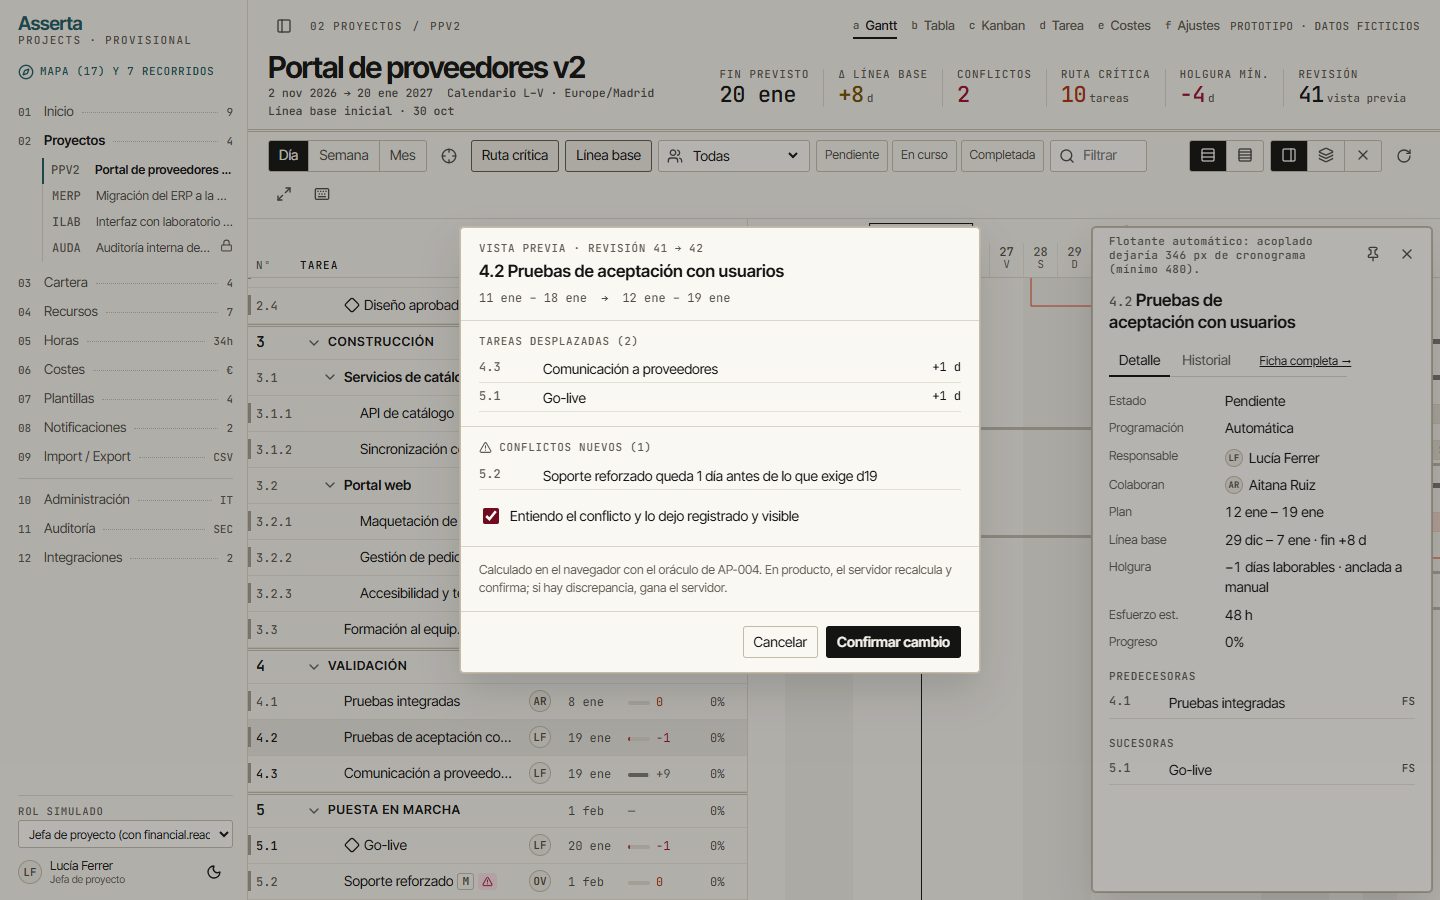 Asserta
PROJECTS · PROVISIONAL
MAPA (17) Y 7 RECORRIDOS
01 Inicio 9
02 Proyectos 4
PPV2 Portal de proveedores ...
MERP Migración del ERP a la ...
ILAB Interfaz con laboratorio ...
AUDA Auditoría interna de...
03 Cartera 4
04 Recursos 7
05 Horas 34h
06 Costes €
07 Plantillas 4
08 Notificaciones 2
09 Import / Export CSV
10 Administración IT
11 Auditoría SEC
12 Integraciones 2
ROL SIMULADO
Jefa de proyecto (con financial.reac
LF Lucía Ferrer
Jefa de proyecto
02 PROYECTOS / PPV2
a Gantt b Tabla c Kanban d Tarea e Costes f Ajustes PROTOTIPO · DATOS FICTICIOS
Portal de proveedores v2
2 nov 2026 → 20 ene 2027 Calendario L–V · Europe/Madrid
Línea base inicial · 30 oct
FIN PREVISTO
20 ene
Δ LÍNEA BASE
+8 d
CONFLICTOS
2
RUTA CRÍTICA
10 tareas
HOLGURA MÍN.
-4 d
REVISIÓN
41 vista previa
Día Semana Mes Ruta crítica Línea base Todas Pendiente En curso Completada Filtrar
N° TAREA
27 V
28 S
29 D
2.4 Diseño aprobad
3 CONSTRUCCIÓN
3.1 Servicios de catálo
3.1.1 API de catálogo
3.1.2 Sincronización co
3.2 Portal web
3.2.1 Maquetación de
3.2.2 Gestión de pedic
3.2.3 Accesibilidad y te
3.3 Formación al equip.
4 VALIDACIÓN
4.1 Pruebas integradas AR 8 ene 0 0%
4.2 Pruebas de aceptación co... LF 19 ene -1 0%
4.3 Comunicación a proveedo... LF 19 ene +9 0%
5 PUESTA EN MARCHA 1 feb —
5.1 Go-live LF 20 ene -1 0%
5.2 Soporte reforzado M OV 1 feb 0 0%
VISTA PREVIA · REVISIÓN 41 → 42
4.2 Pruebas de aceptación con usuarios
11 ene – 18 ene → 12 ene – 19 ene
TAREAS DESPLAZADAS (2)
4.3 Comunicación a proveedores +1 d
5.1 Go-live +1 d
CONFLICTOS NUEVOS (1)
5.2 Soporte reforzado queda 1 día antes de lo que exige d19
Entiendo el conflicto y lo dejo registrado y visible
Calculado en el navegador con el oráculo de AP-004. En producto, el servidor recalcula y
confirma; si hay discrepancia, gana el servidor.
Cancelar Confirmar cambio
Flotante automático: acoplado
dejaría 346 px de cronograma
(mínimo 480).
4.2 Pruebas de
aceptación con usuarios
Detalle Historial Ficha completa →
Estado Pendiente
Programación Automática
Responsable LF Lucía Ferrer
Colaboran AR Aitana Ruiz
Plan 12 ene – 19 ene
Línea base 29 dic – 7 ene · fin +8 d
Holgura −1 días laborables · anclada a
manual
Esfuerzo est. 48 h
Progreso 0%
PREDECESORAS
4.1 Pruebas integradas FS
SUCESORAS
5.1 Go-live FS